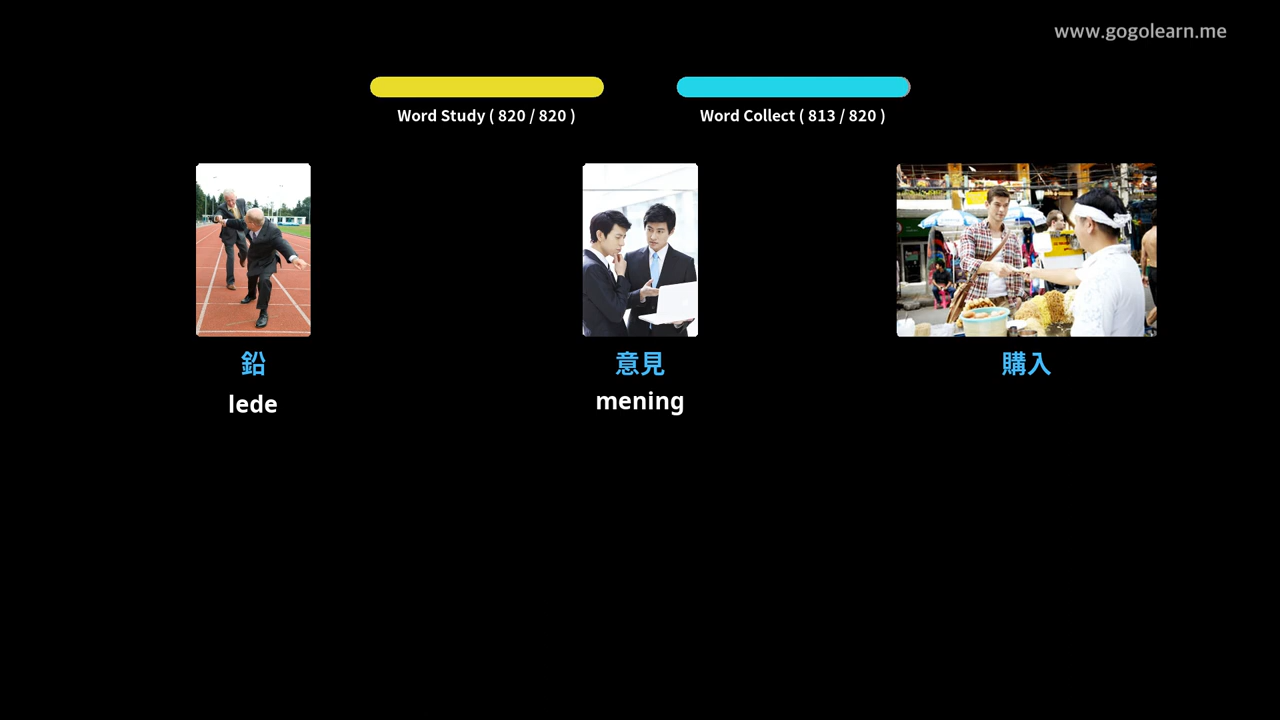 www.gogolearn.me
Word Study ( 820 / 820 )
Word Collect ( 813 / 820 )
鉛
lede
意見
mening
購入